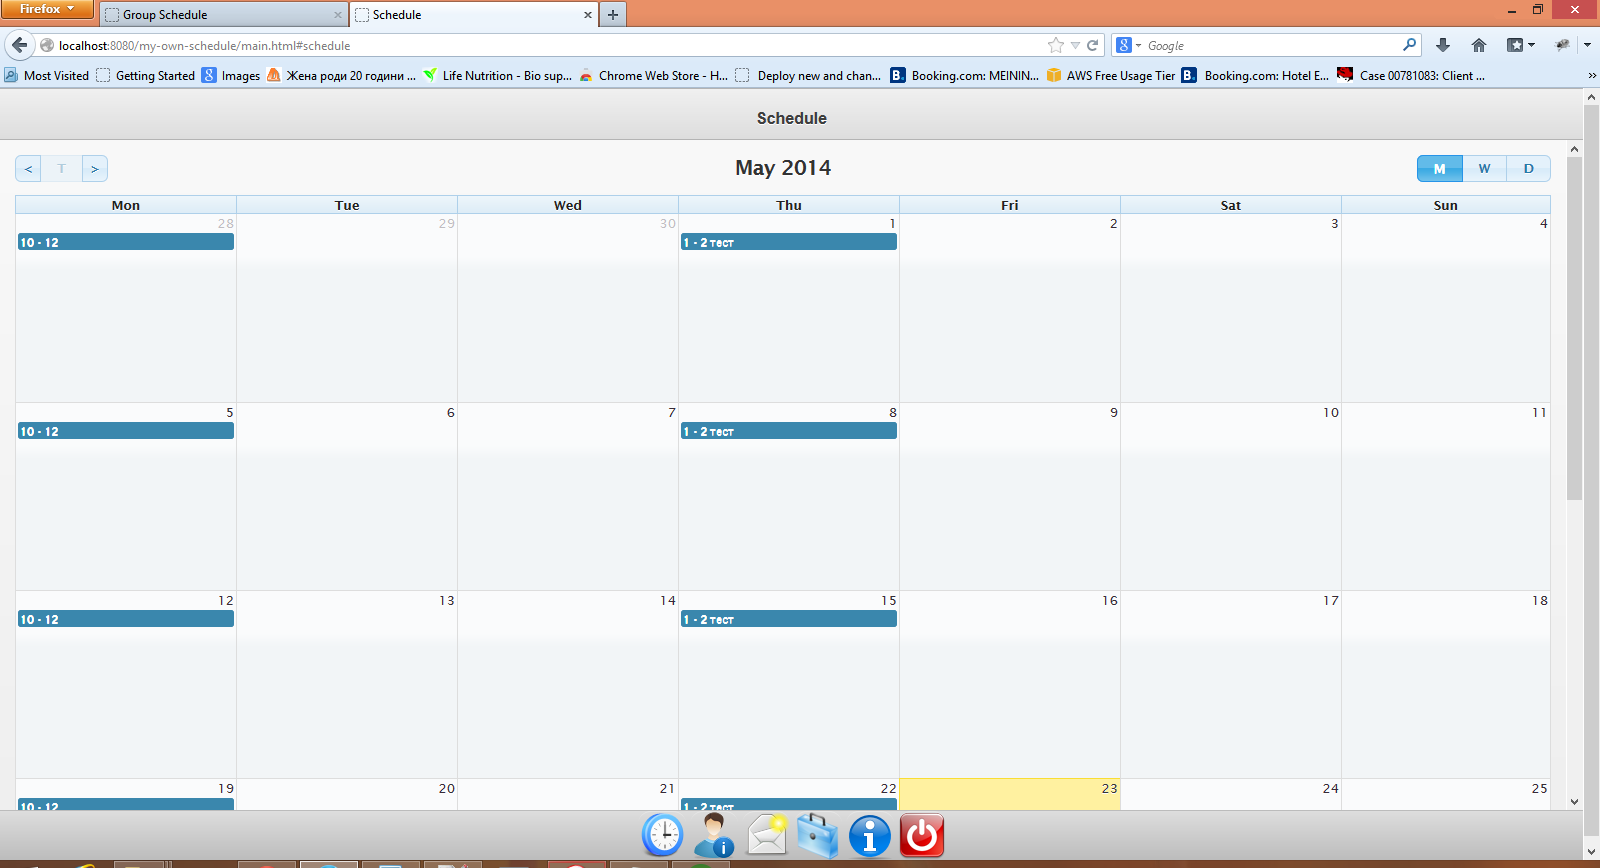 Firefox
Group Schedule
Schedule
localhost:8080/my-own-schedule/main.html#schedule
Google
Most Visited
Getting Started
Images
Жена роди 20 години ...
Life Nutrition - Bio sup...
Chrome Web Store - H...
Deploy new and chan...
Booking.com: MEININ...
AWS Free Usage Tier
Booking.com: Hotel E...
Case 00781083: Client ...
Schedule
< T >
May 2014
M W D
Mon Tue Wed Thu Fri Sat Sun
28 29 30 1 2 3 4
10 - 12
1 - 2 тест
5 6 7 8 9 10 11
10 - 12
1 - 2 тест
12 13 14 15 16 17 18
10 - 12
1 - 2 тест
19 20 21 22 23 24 25
10 - 12
1 - 2 тест